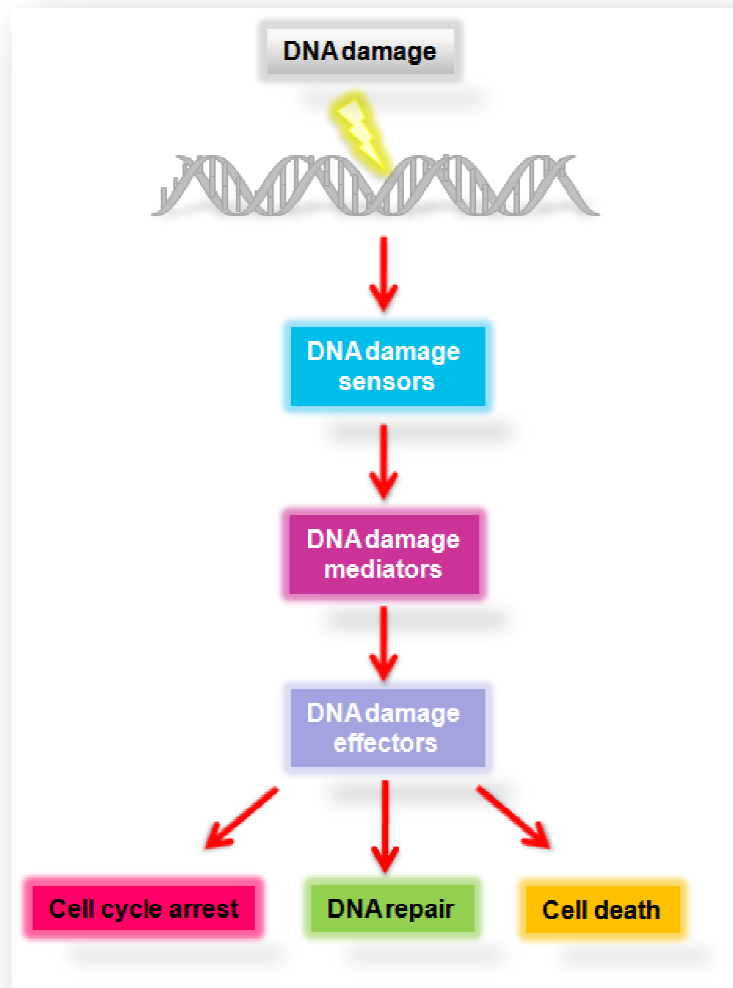 DNA damage
DNA damage
sensors
DNA damage
mediators
DNA damage
effectors
Cell cycle arrest
DNA repair
Cell death